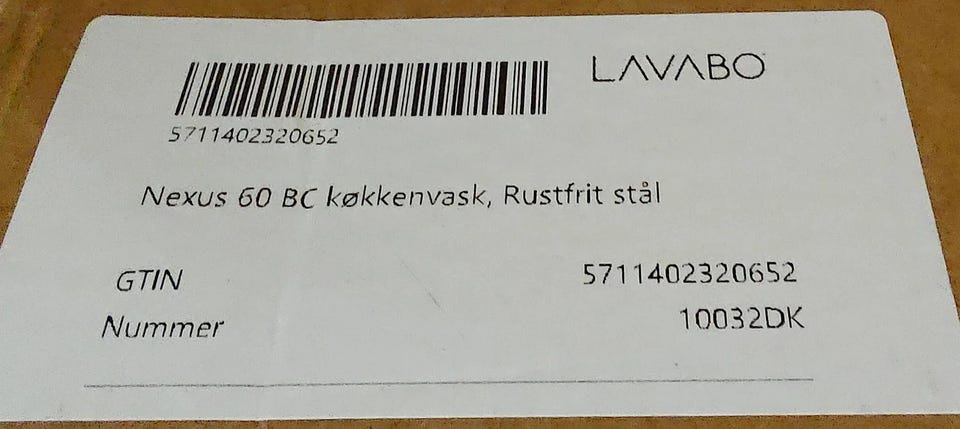 LAVABO
5711402320652
Nexus 60 BC køkkenvask, Rustfrit stål
GTIN 5711402320652
Nummer 10032DK